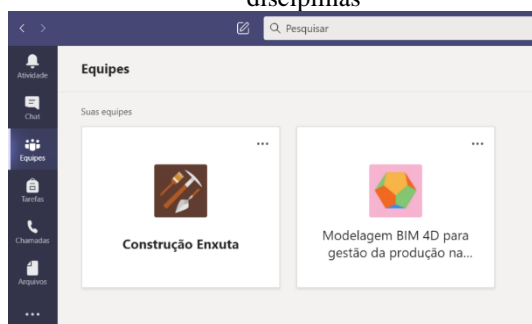 disciplinas
Pesquisar
Atividade
Equipes
Suas equipes
Chat
Equipes
Tarefas
Chamadas
Arquivos
Construção Enxuta
Modelagem BIM 4D para
gestão da produção na...